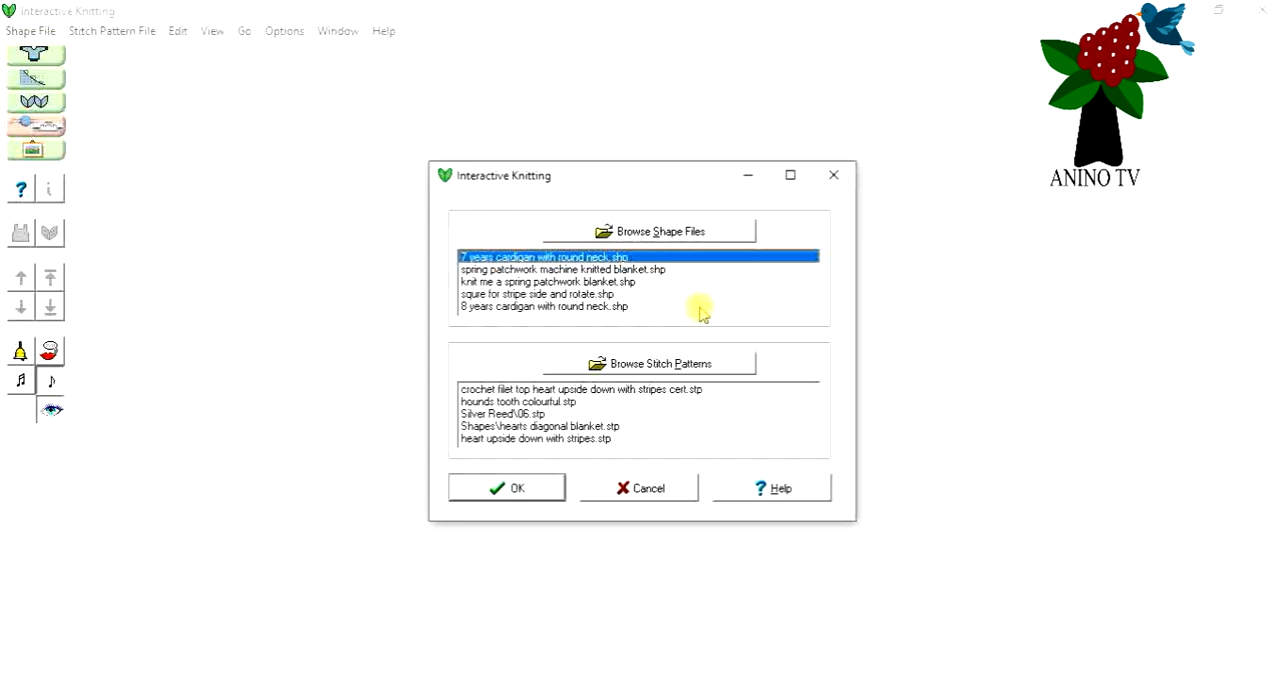 Interactive Knitting
Shape File Stitch Pattern File Edit View Go Options Window Help
ANINO TV
Interactive Knitting
Browse Shape Files
7 years cardigan with round neck.shp
spring patchwork machine knitted blanket.shp
knit me a spring patchwork blanket.shp
squre for stripe side and rotate.shp
8 years cardigan with round neck.shp
Browse Stitch Patterns
crochet filet top heart upside down with stripes cert.stp
hounds tooth colourful.stp
Silver Reed\06.stp
Shapes\hearts diagonal blanket.stp
heart upside down with stripes.stp
OK Cancel ? Help